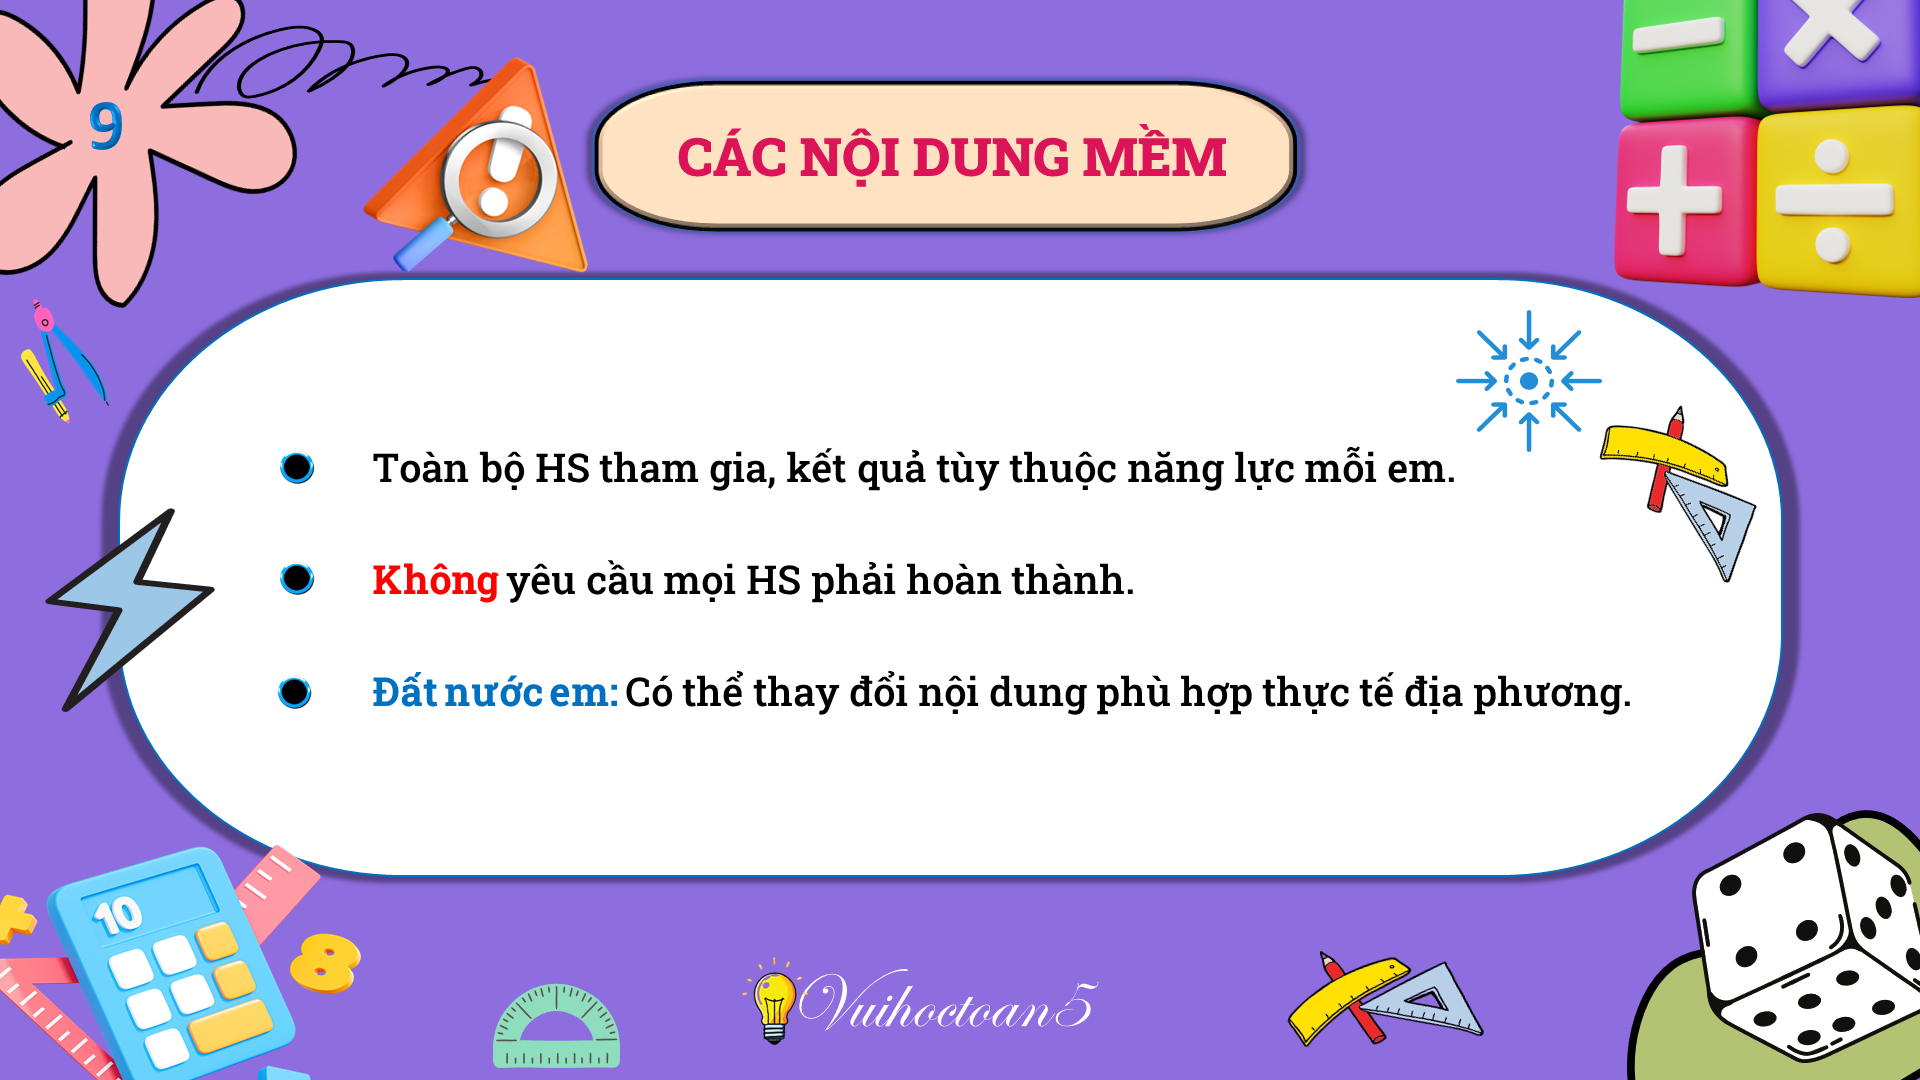 9
CÁC NỘI DUNG MỀM
Toàn bộ HS tham gia, kết quả tùy thuộc năng lực mỗi em.
Không yêu cầu mọi HS phải hoàn thành.
Đất nước em: Có thể thay đổi nội dung phù hợp thực tế địa phương.
10
8
Vuihoctoan5